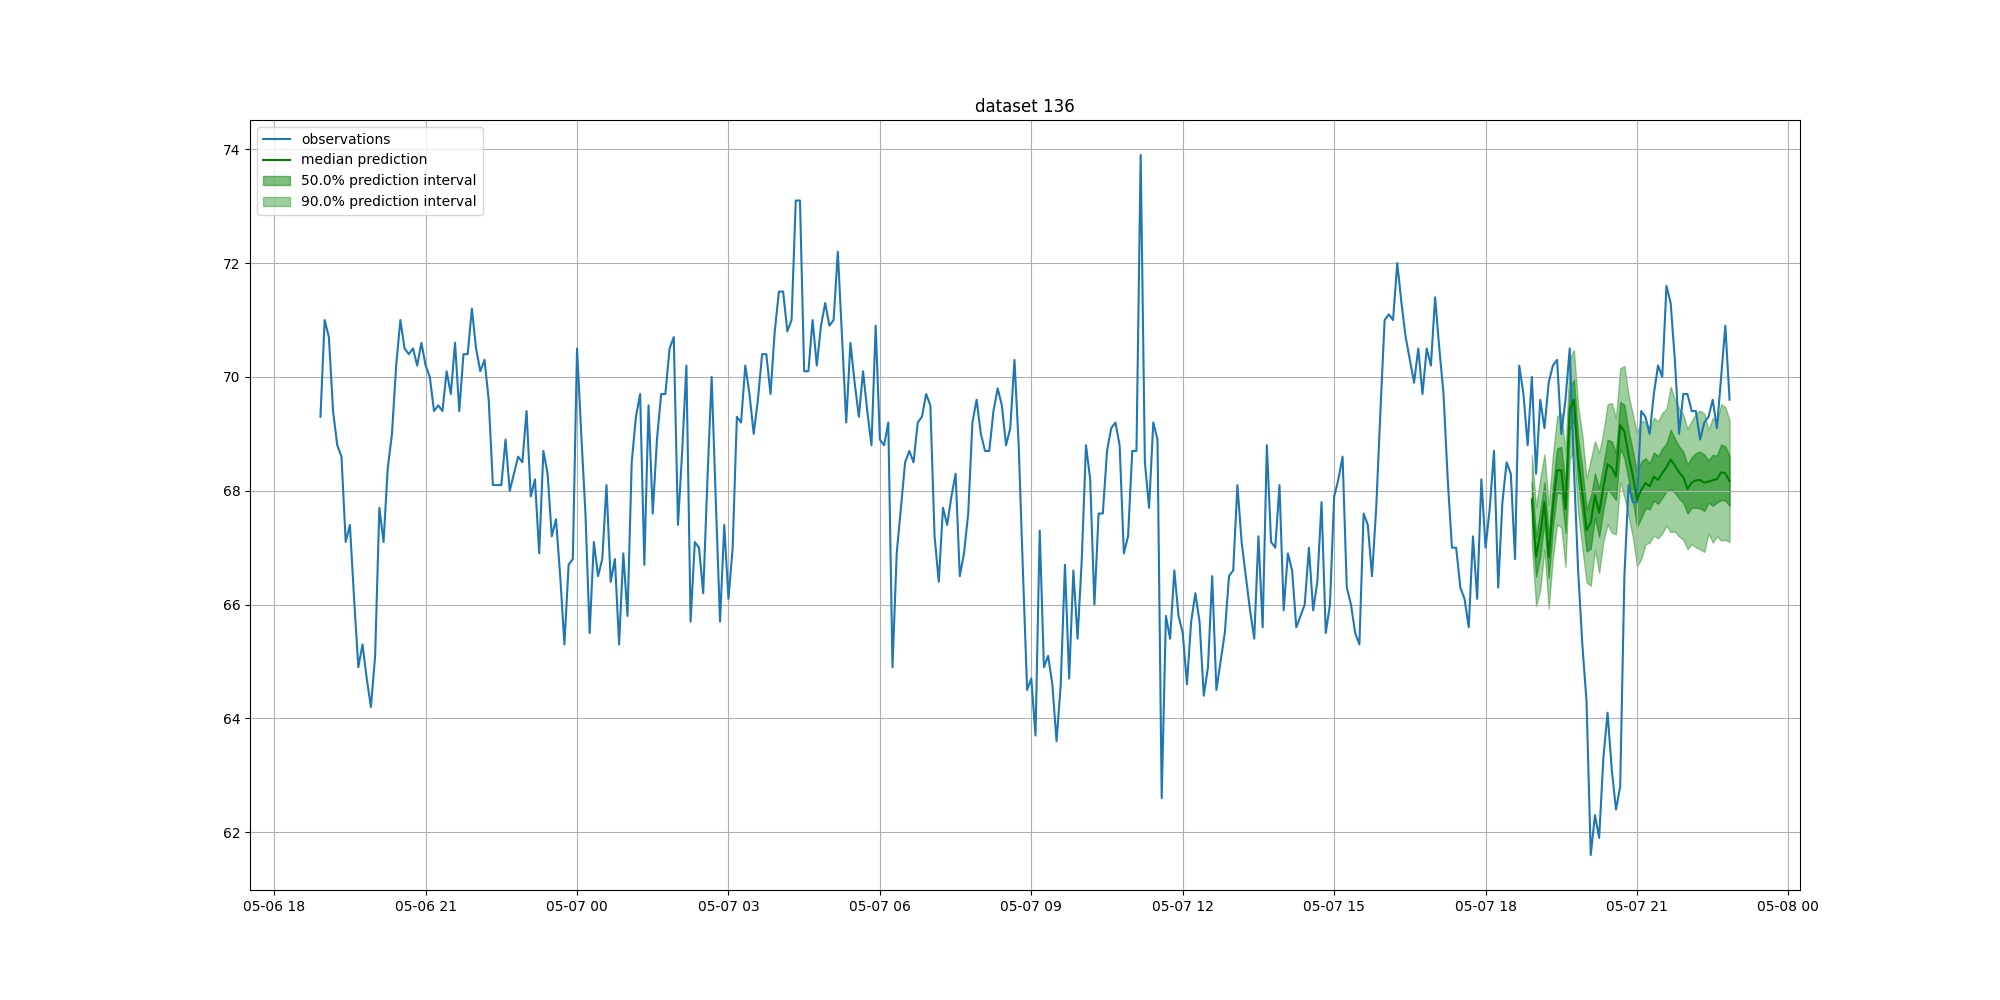 dataset 136
observations
median prediction
50.0% prediction interval
90.0% prediction interval
74
72
70
68
66
64
62
05-06 18 05-06 21 05-07 00 05-07 03 05-07 06 05-07 09 05-07 12 05-07 15 05-07 18 05-07 21 05-08 00